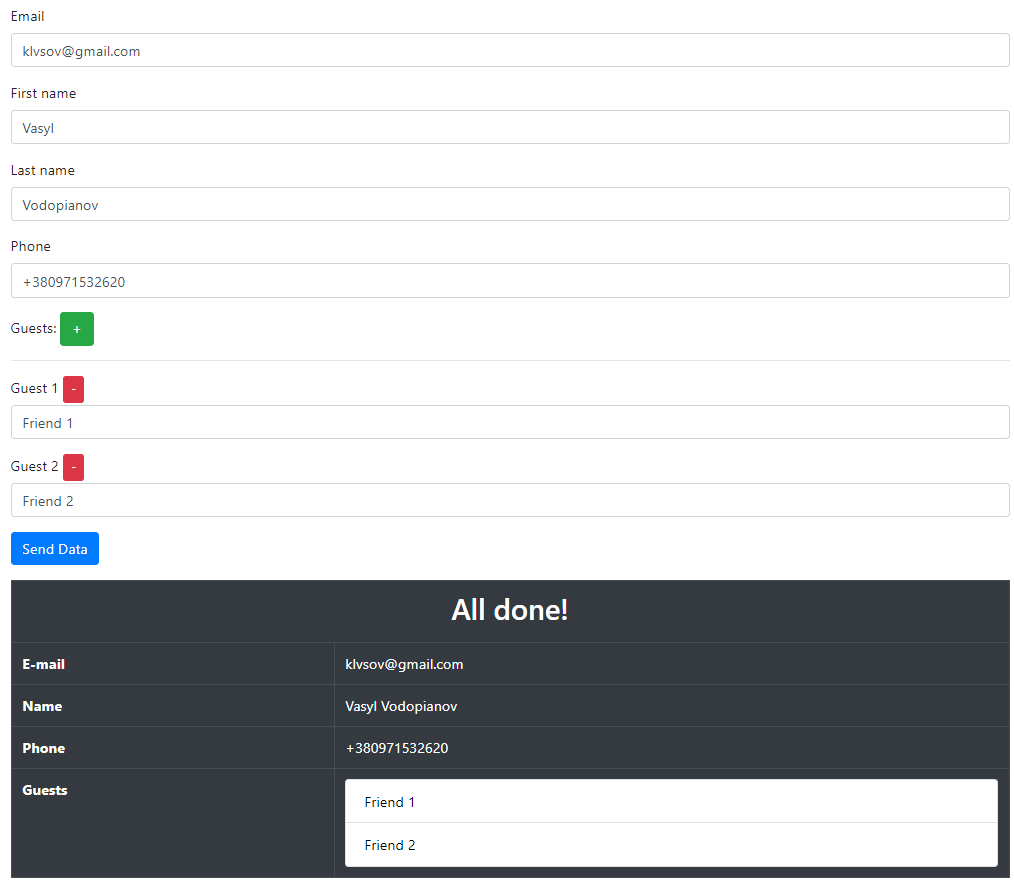 Email
klvsov@gmail.com
First name
Vasyl
Last name
Vodopianov
Phone
+380971532620
Guests: +
Guest 1 -
Friend 1
Guest 2 -
Friend 2
Send Data
All done!
E-mail klvsov@gmail.com
Name Vasyl Vodopianov
Phone +380971532620
Guests Friend 1
Friend 2